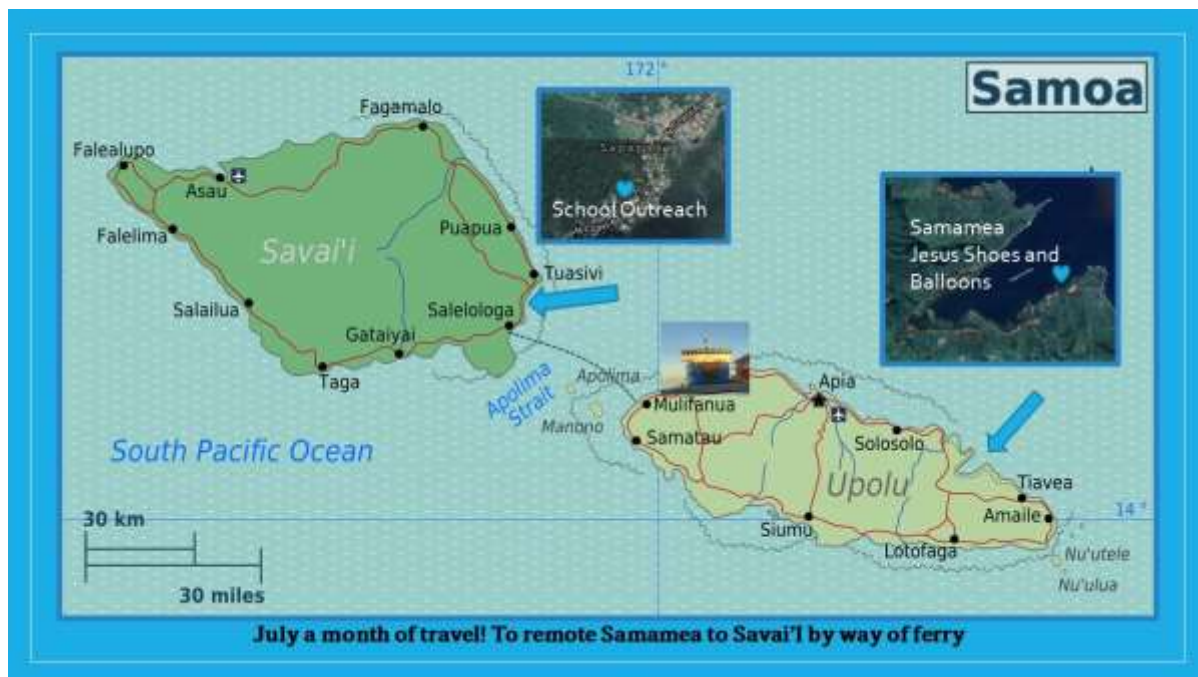 172 °
Samoa
Fagamalo
Falealupo
Asau
School Outreach
Samamea
Jesus Shoes and
Balloons
Falelima
Savai'i
Puapua
Tuasivi
Salailua
Salelologa
Gataiyai
Taga
Apolima
Strait
Apolima
Manono
Mulifanua
Apia
Samatau
Solosolo
South Pacific Ocean
Upolu
Tiavea
Amaile
14 °
Siumu
Lotofaga
Nu'utele
Nu'ulua
30 km
30 miles
July a month of travel! To remote Samamea to Savai'I by way of ferry